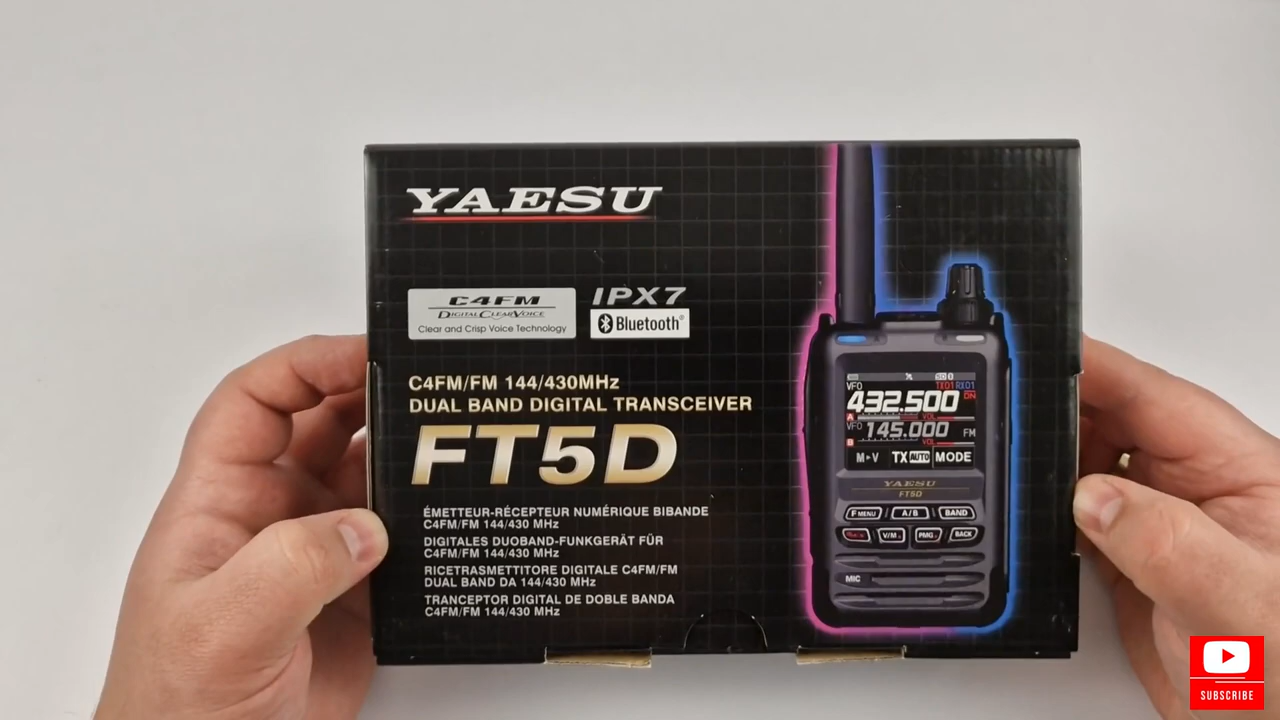 YAESU
C4FM
DIGITAL CLEAR VOICE
Clear and Crisp Voice Technology
IPX7
Bluetooth®
C4FM/FM 144/430MHz
DUAL BAND DIGITAL TRANSCEIVER
FT5D
ÉMETTEUR-RÉCEPTEUR NUMÉRIQUE BIBANDE
C4FM/FM 144/430 MHz
DIGITALES DUOBAND-FUNKGERÄT FÜR
C4FM/FM 144/430 MHz
RICETRASMETTITORE DIGITALE C4FM/FM
DUAL BAND DA 144/430 MHz
TRANCEPTOR DIGITAL DE DOBLE BANDA
C4FM/FM 144/430 MHz
VFO
432.500
A
VOL
VFO
145.000
FM
B
VOL
M▸V
TX AUTO
MODE
YAESU
FT5D
F MENU
A/B
BAND
V/M
PMG
BACK
MIC
SUBSCRIBE